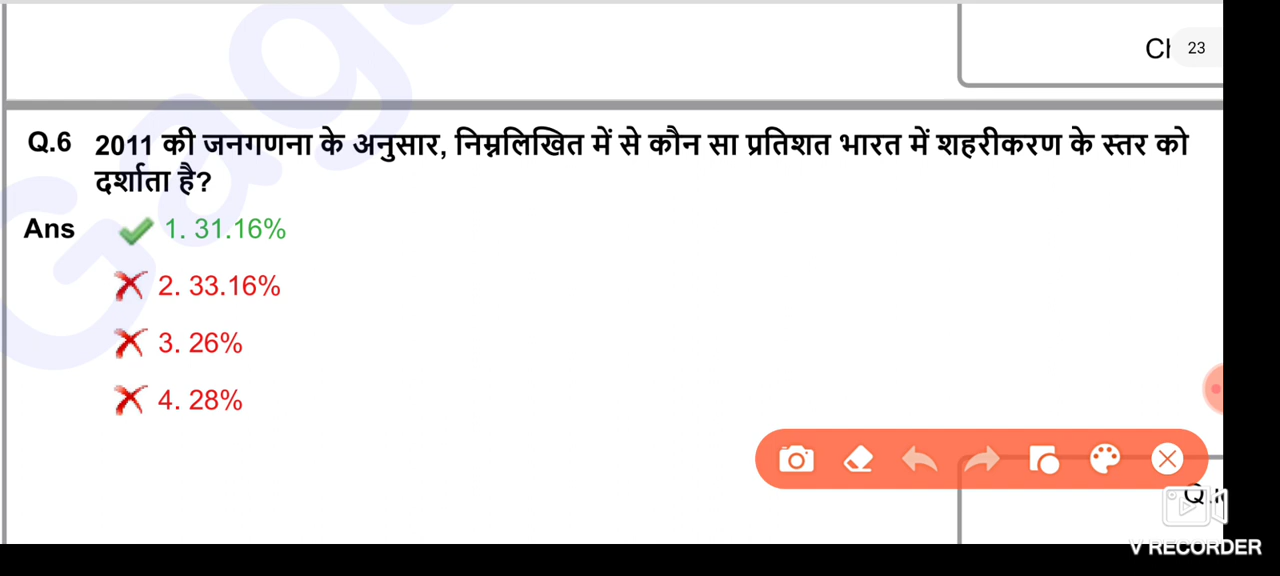 Cl 23
Q.6 2011 की जनगणना के अनुसार, निम्नलिखित में से कौन सा प्रतिशत भारत में शहरीकरण के स्तर को
दर्शाता है?
Ans 1. 31.16%
2. 33.16%
3. 26%
4. 28%
V RECORDER